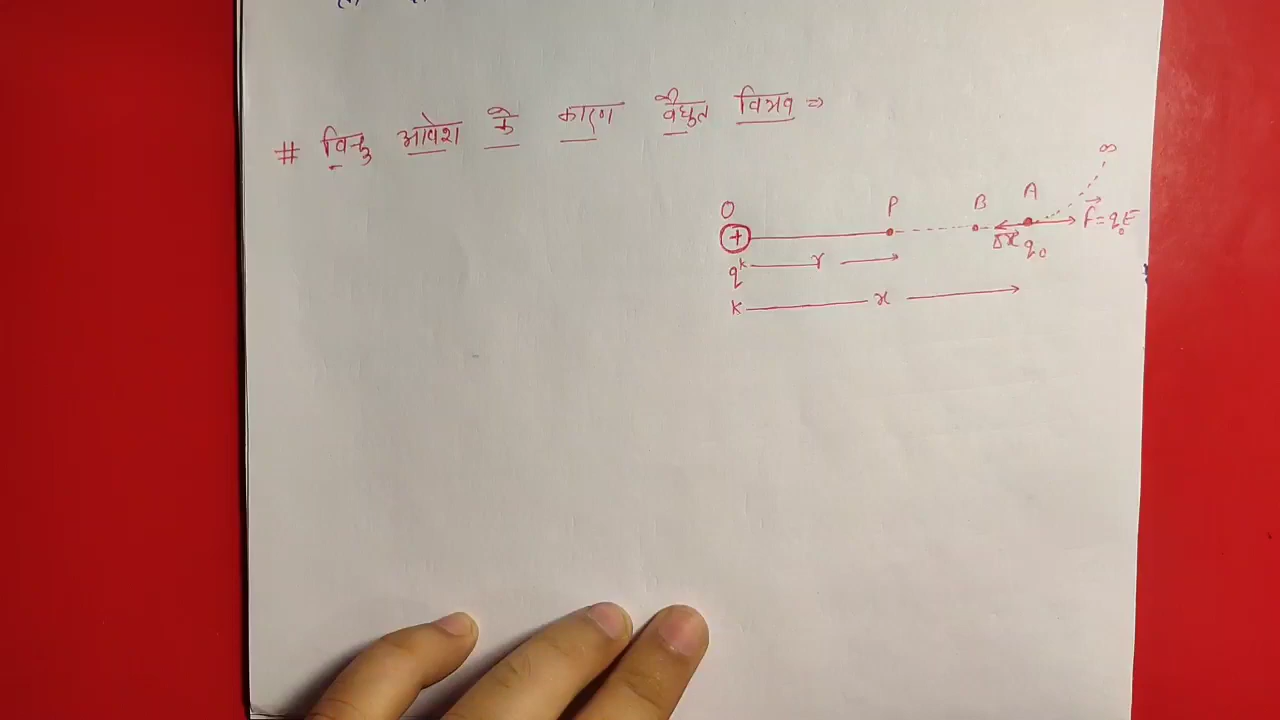 # विन्दु आवेश के कारण वैद्युत विभव ⇒
∞
O P B A
+ F⃗ = q₀E
Δx q₀
q r
x